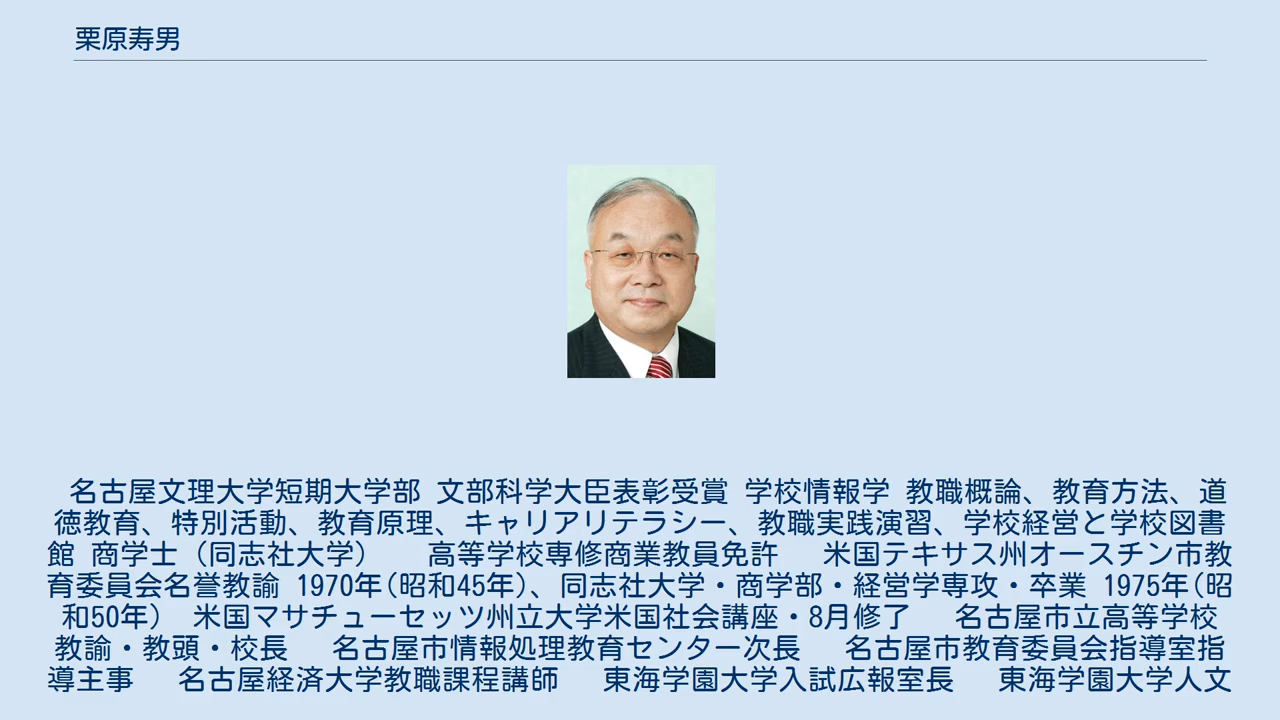 栗原寿男
名古屋文理大学短期大学部 文部科学大臣表彰受賞 学校情報学 教職概論、教育方法、道
徳教育、特別活動、教育原理、キャリアリテラシー、教職実践演習、学校経営と学校図書
館 商学士（同志社大学） 高等学校専修商業教員免許 米国テキサス州オースチン市教
育委員会名誉教諭 1970年(昭和45年)、同志社大学・商学部・経営学専攻・卒業 1975年(昭
和50年) 米国マサチューセッツ州立大学米国社会講座・8月修了 名古屋市立高等学校
教諭・教頭・校長 名古屋市情報処理教育センター次長 名古屋市教育委員会指導室指
導主事 名古屋経済大学教職課程講師 東海学園大学入試広報室長 東海学園大学人文